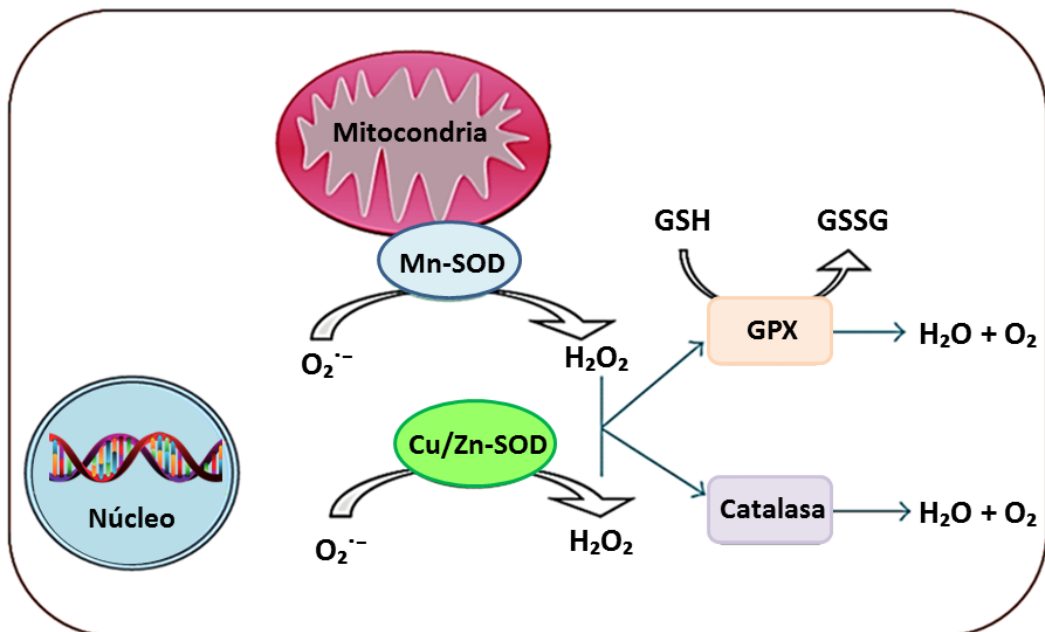 Mitocondria
Mn-SOD
O₂·⁻
H₂O₂
GSH
GSSG
GPX
H₂O + O₂
Cu/Zn-SOD
O₂·⁻
H₂O₂
Catalasa
H₂O + O₂
Núcleo